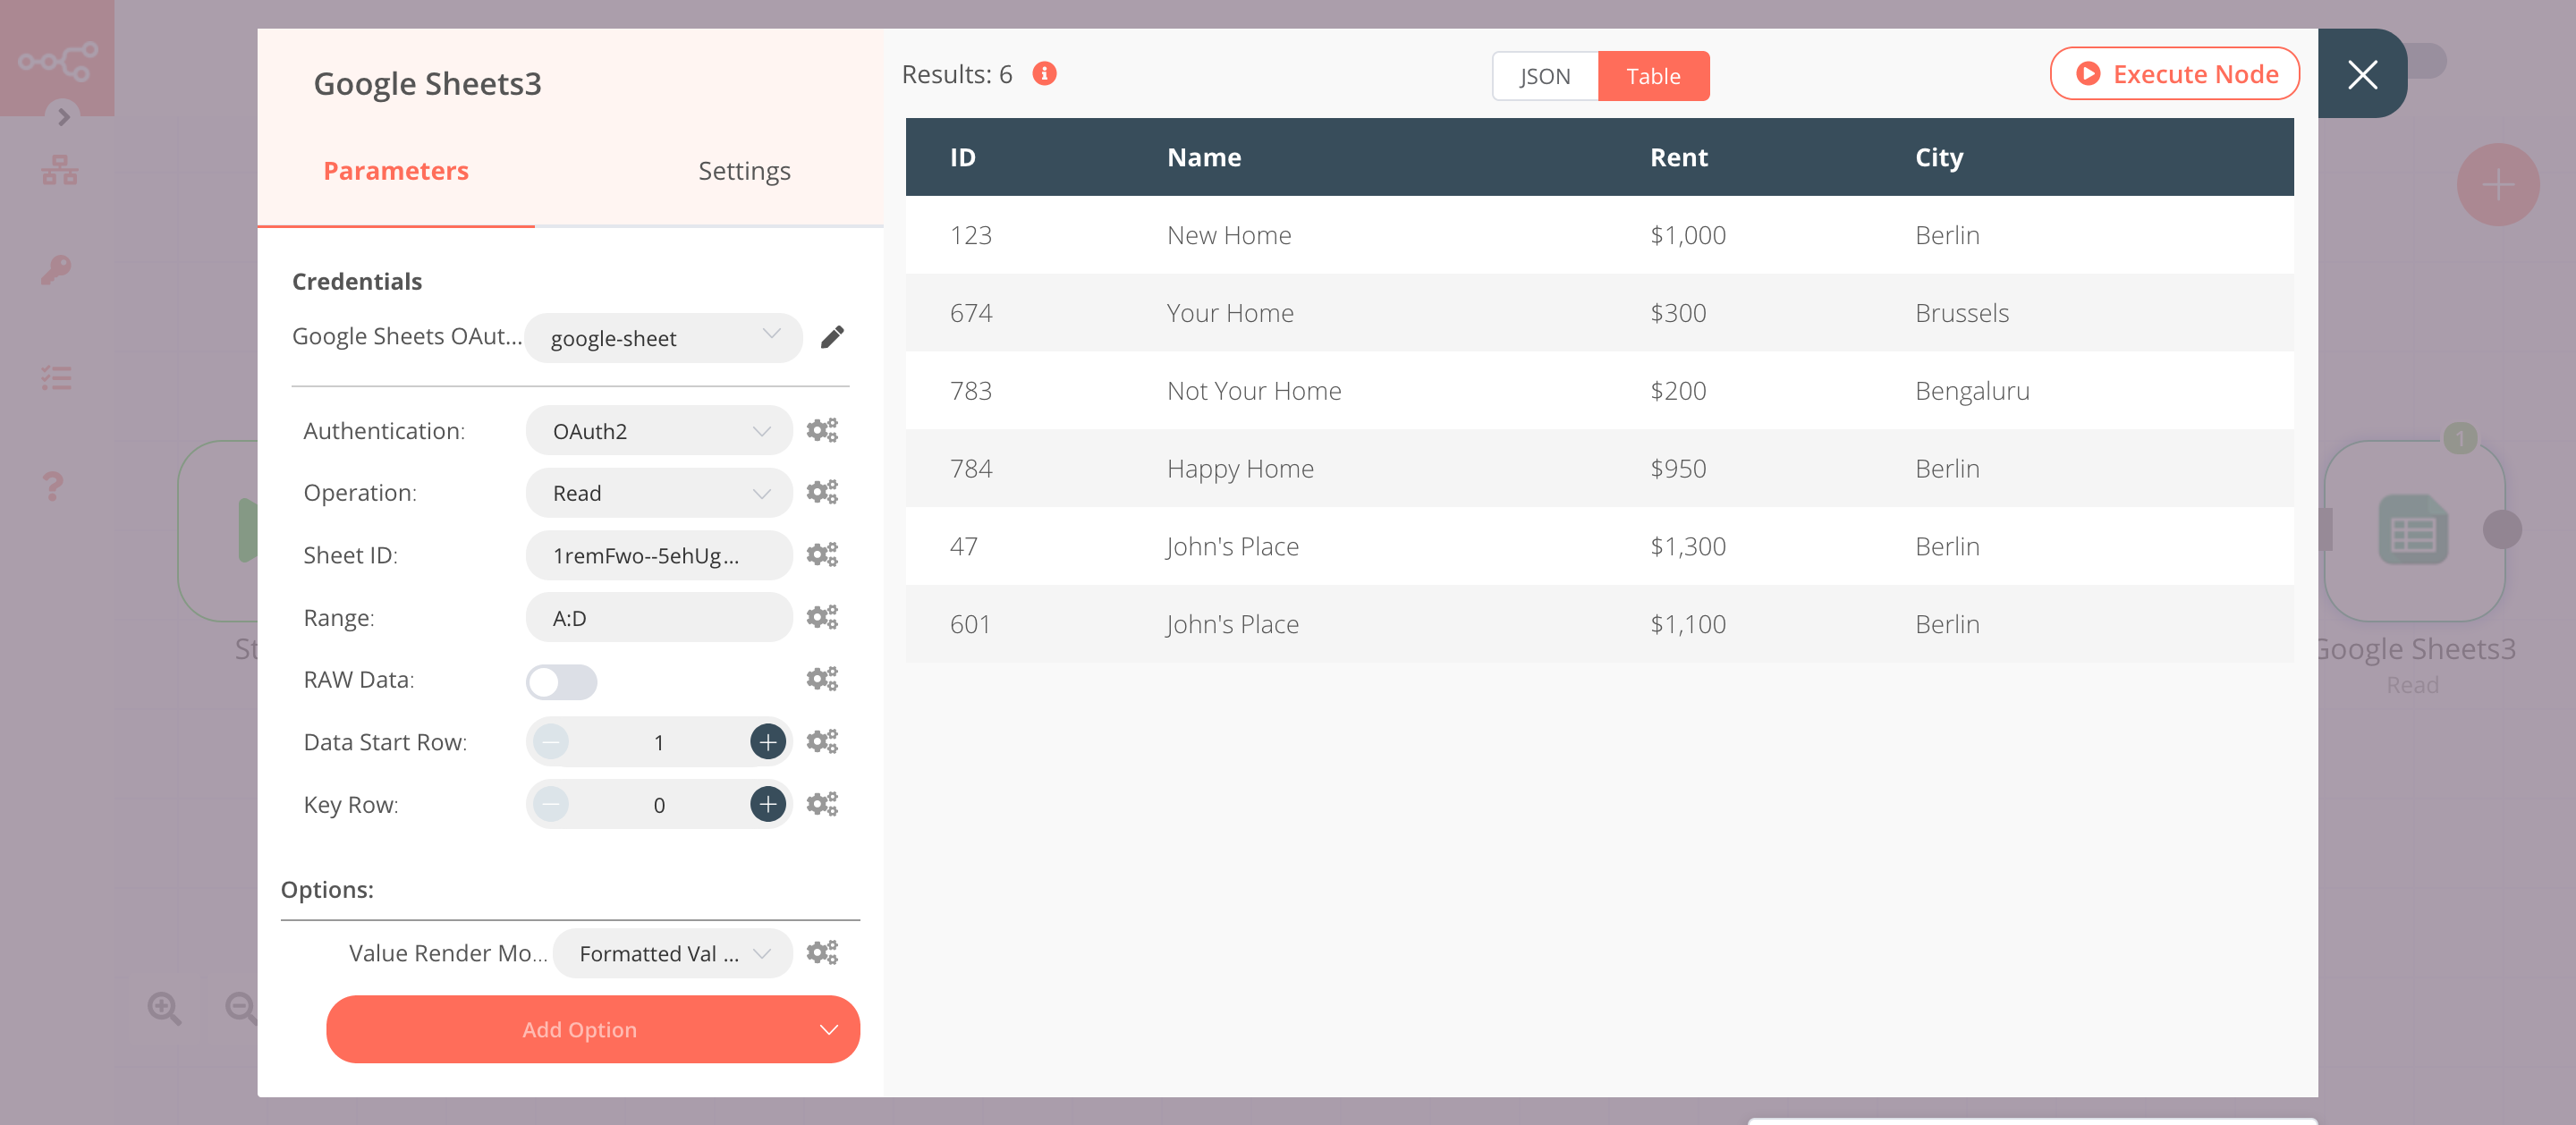 Google Sheets3
Parameters Settings
Credentials
Google Sheets OAut... google-sheet
Authentication: OAuth2
Operation: Read
Sheet ID: 1remFwo--5ehUg...
Range: A:D
RAW Data:
Data Start Row: 1
Key Row: 0
Options:
Value Render Mo... Formatted Val ...
Add Option
Results: 6
JSON Table
Execute Node
ID Name Rent City
123 New Home $1,000 Berlin
674 Your Home $300 Brussels
783 Not Your Home $200 Bengaluru
784 Happy Home $950 Berlin
47 John's Place $1,300 Berlin
601 John's Place $1,100 Berlin
St
1
Google Sheets3
Read